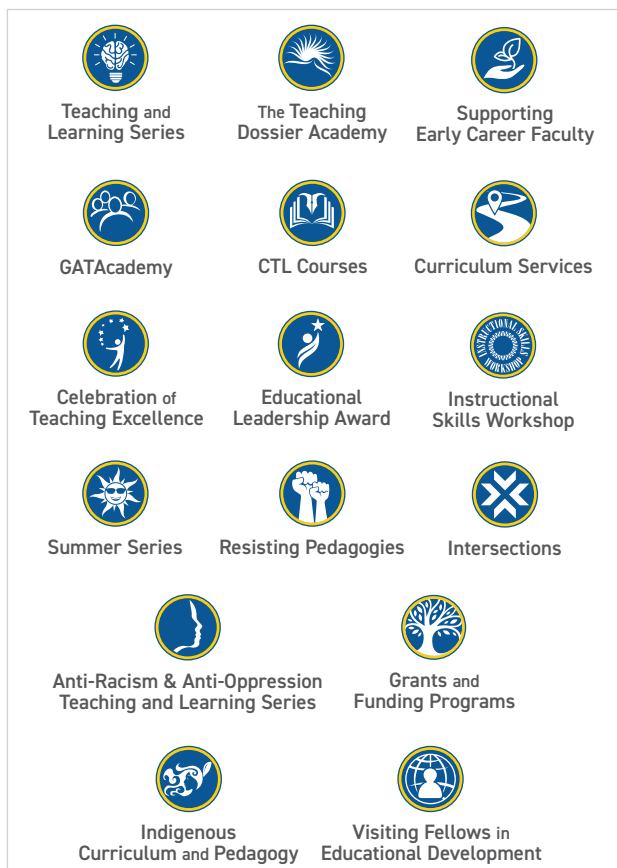 Teaching and
Learning Series
The Teaching
Dossier Academy
Supporting
Early Career Faculty
GATAcademy
CTL Courses
Curriculum Services
Celebration of
Teaching Excellence
Educational
Leadership Award
INSTRUCTIONAL SKILLS
WORKSHOP
Instructional
Skills Workshop
Summer Series
Resisting Pedagogies
Intersections
Anti-Racism & Anti-Oppression
Teaching and Learning Series
Grants and
Funding Programs
Indigenous
Curriculum and Pedagogy
Visiting Fellows in
Educational Development